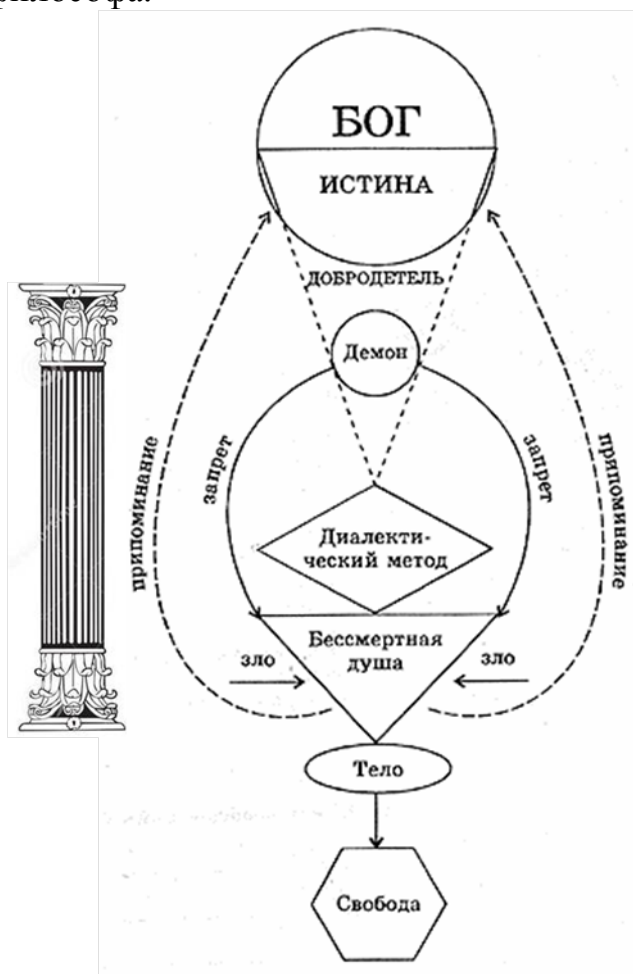 философа.
БОГ
ИСТИНА
ДОБРОДЕТЕЛЬ
Демон
запрет
запрет
припоминание
припоминание
Диалекти-
ческий метод
Бессмертная
душа
зло
зло
Тело
Свобода